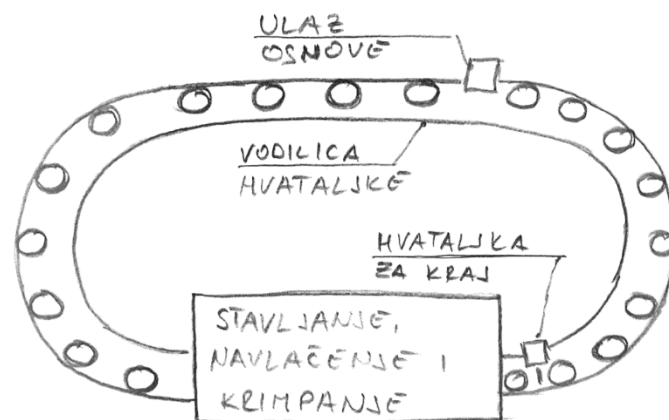 ULAZ
OSNOVE
VODILICA
HVATALJKE
HVATALJKA
ZA KRAJ
STAVLJANJE,
NAVLAČENJE I
KRIMPANJE